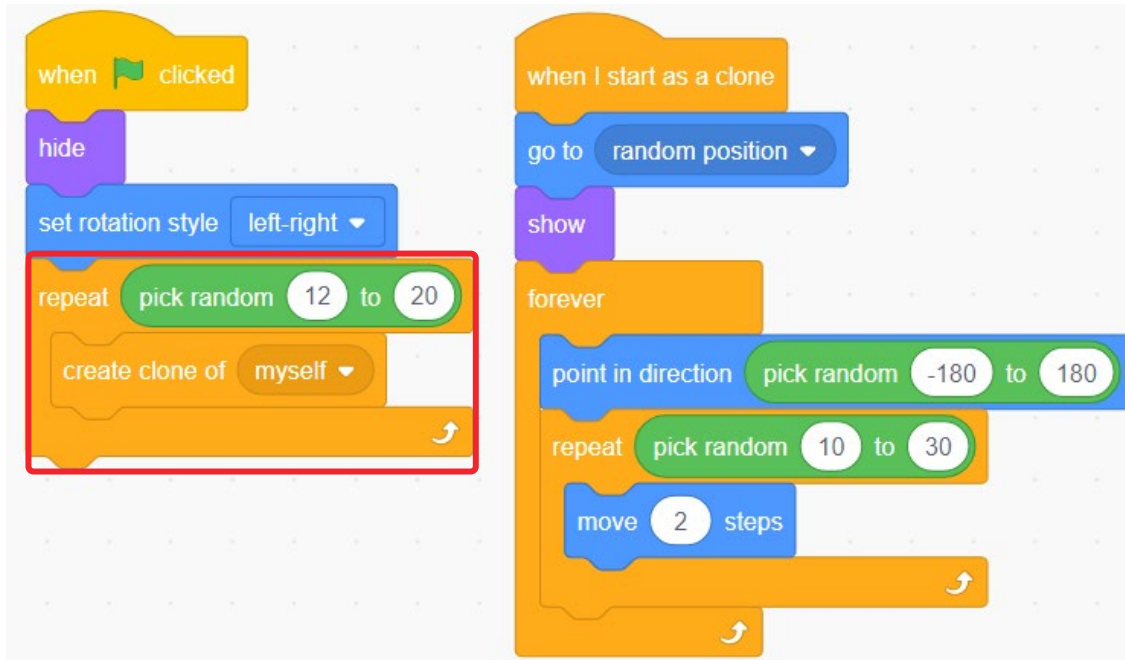 when clicked
hide
set rotation style left-right
repeat pick random 12 to 20
create clone of myself
when I start as a clone
go to random position
show
forever
point in direction pick random -180 to 180
repeat pick random 10 to 30
move 2 steps